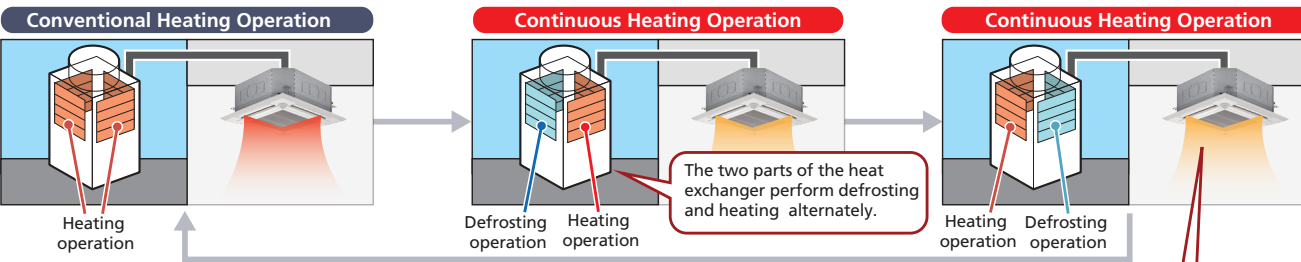 Conventional Heating Operation
Continuous Heating Operation
Continuous Heating Operation
The two parts of the heat
exchanger perform defrosting
and heating alternately.
Heating
operation
Defrosting
operation
Heating
operation
Heating
operation
Defrosting
operation